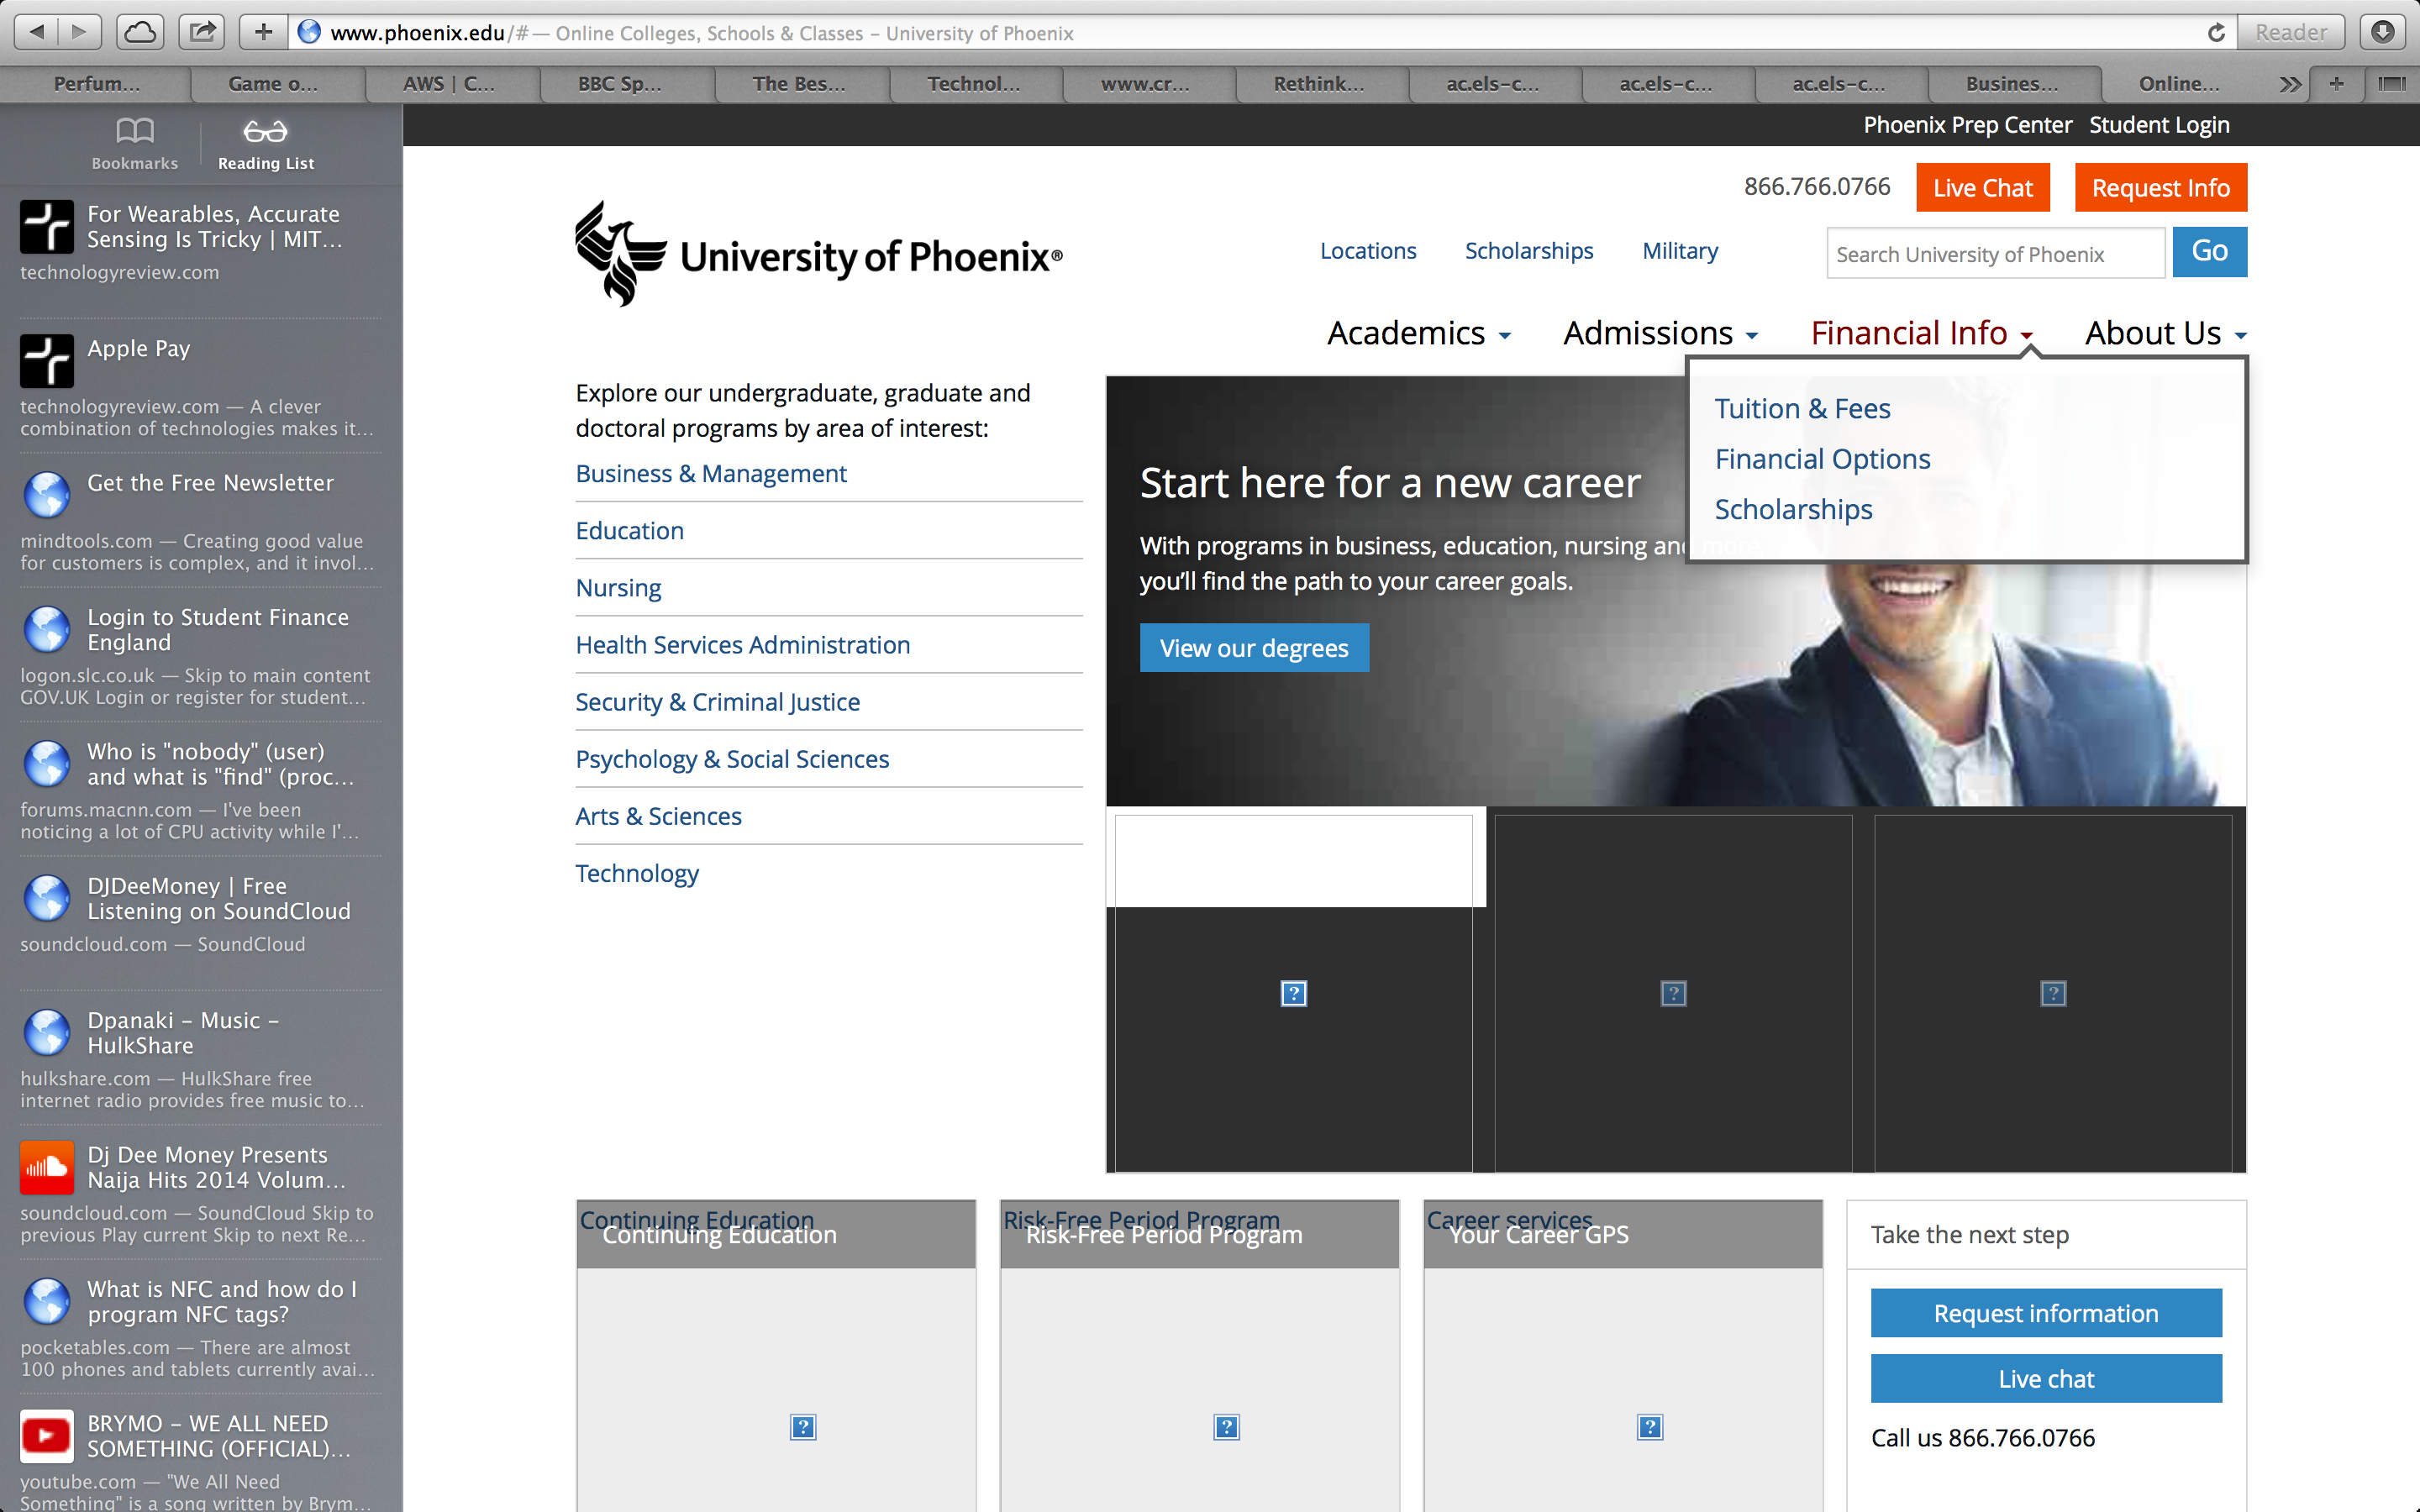 www.phoenix.edu/#— Online Colleges, Schools & Classes – University of Phoenix
Reader
Perfum...
Game o...
AWS | C...
BBC Sp...
The Bes...
Technol...
www.cr...
Rethink...
ac.els-c...
ac.els-c...
ac.els-c...
Busines...
Online...
Bookmarks
Reading List
For Wearables, Accurate
Sensing Is Tricky | MIT...
technologyreview.com
Apple Pay
technologyreview.com — A clever
combination of technologies makes it...
Get the Free Newsletter
mindtools.com — Creating good value
for customers is complex, and it invol...
Login to Student Finance
England
logon.slc.co.uk — Skip to main content
GOV.UK Login or register for student...
Who is "nobody" (user)
and what is "find" (proc...
forums.macnn.com — I've been
noticing a lot of CPU activity while I'...
DJDeeMoney | Free
Listening on SoundCloud
soundcloud.com — SoundCloud
Dpanaki – Music –
HulkShare
hulkshare.com — HulkShare free
internet radio provides free music to...
Dj Dee Money Presents
Naija Hits 2014 Volum...
soundcloud.com — SoundCloud Skip to
previous Play current Skip to next Re...
What is NFC and how do I
program NFC tags?
pocketables.com — There are almost
100 phones and tablets currently avai...
BRYMO – WE ALL NEED
SOMETHING (OFFICIAL)...
youtube.com — "We All Need
Something" is a song written by Brym...
Phoenix Prep Center
Student Login
866.766.0766
Live Chat
Request Info
University of Phoenix®
Locations
Scholarships
Military
Search University of Phoenix
Go
Academics
Admissions
Financial Info
About Us
Tuition & Fees
Financial Options
Scholarships
Explore our undergraduate, graduate and
doctoral programs by area of interest:
Business & Management
Education
Nursing
Health Services Administration
Security & Criminal Justice
Psychology & Social Sciences
Arts & Sciences
Technology
Start here for a new career
With programs in business, education, nursing and more,
you’ll find the path to your career goals.
View our degrees
Continuing Education
Continuing Education
Risk-Free Period Program
Risk-Free Period Program
Career services
Your Career GPS
Take the next step
Request information
Live chat
Call us 866.766.0766